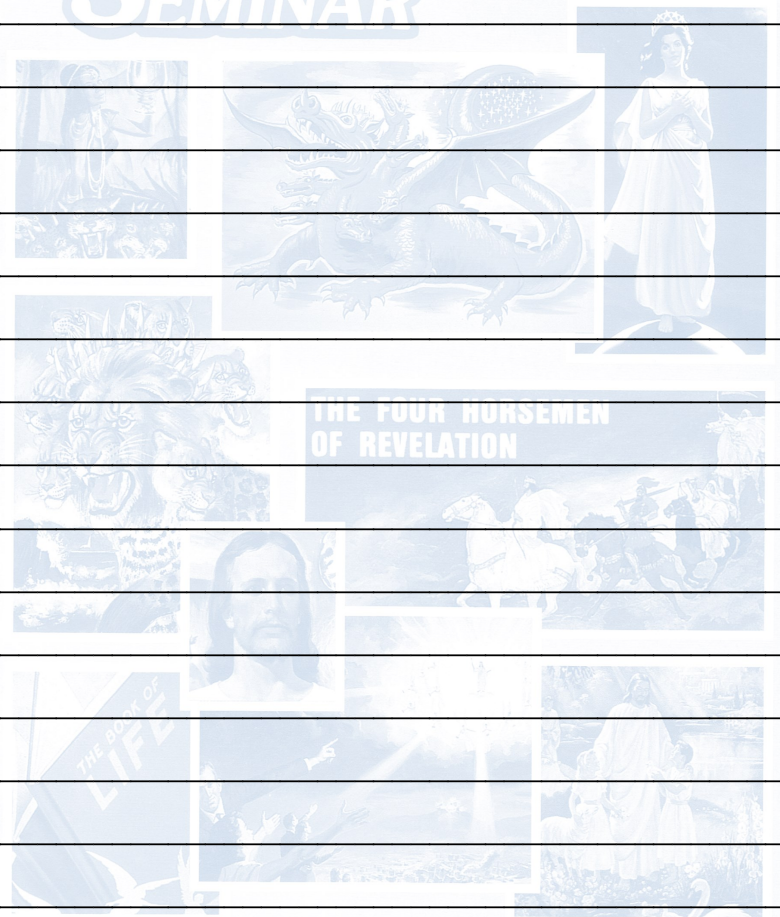 SEMINAR
THE FOUR HORSEMEN
OF REVELATION
THE BOOK OF
LIFE